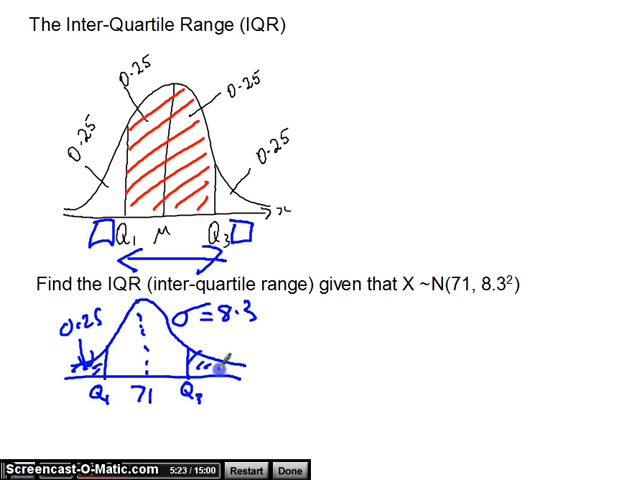 The Inter-Quartile Range (IQR)
0.25
0.25
0.25
0.25
x
Q1 μ Q3
Find the IQR (inter-quartile range) given that X ~N(71, 8.3²)
0.25
σ = 8.3
Q1 71 Q3
Screencast-O-Matic.com 5:23 / 15:00 Restart Done